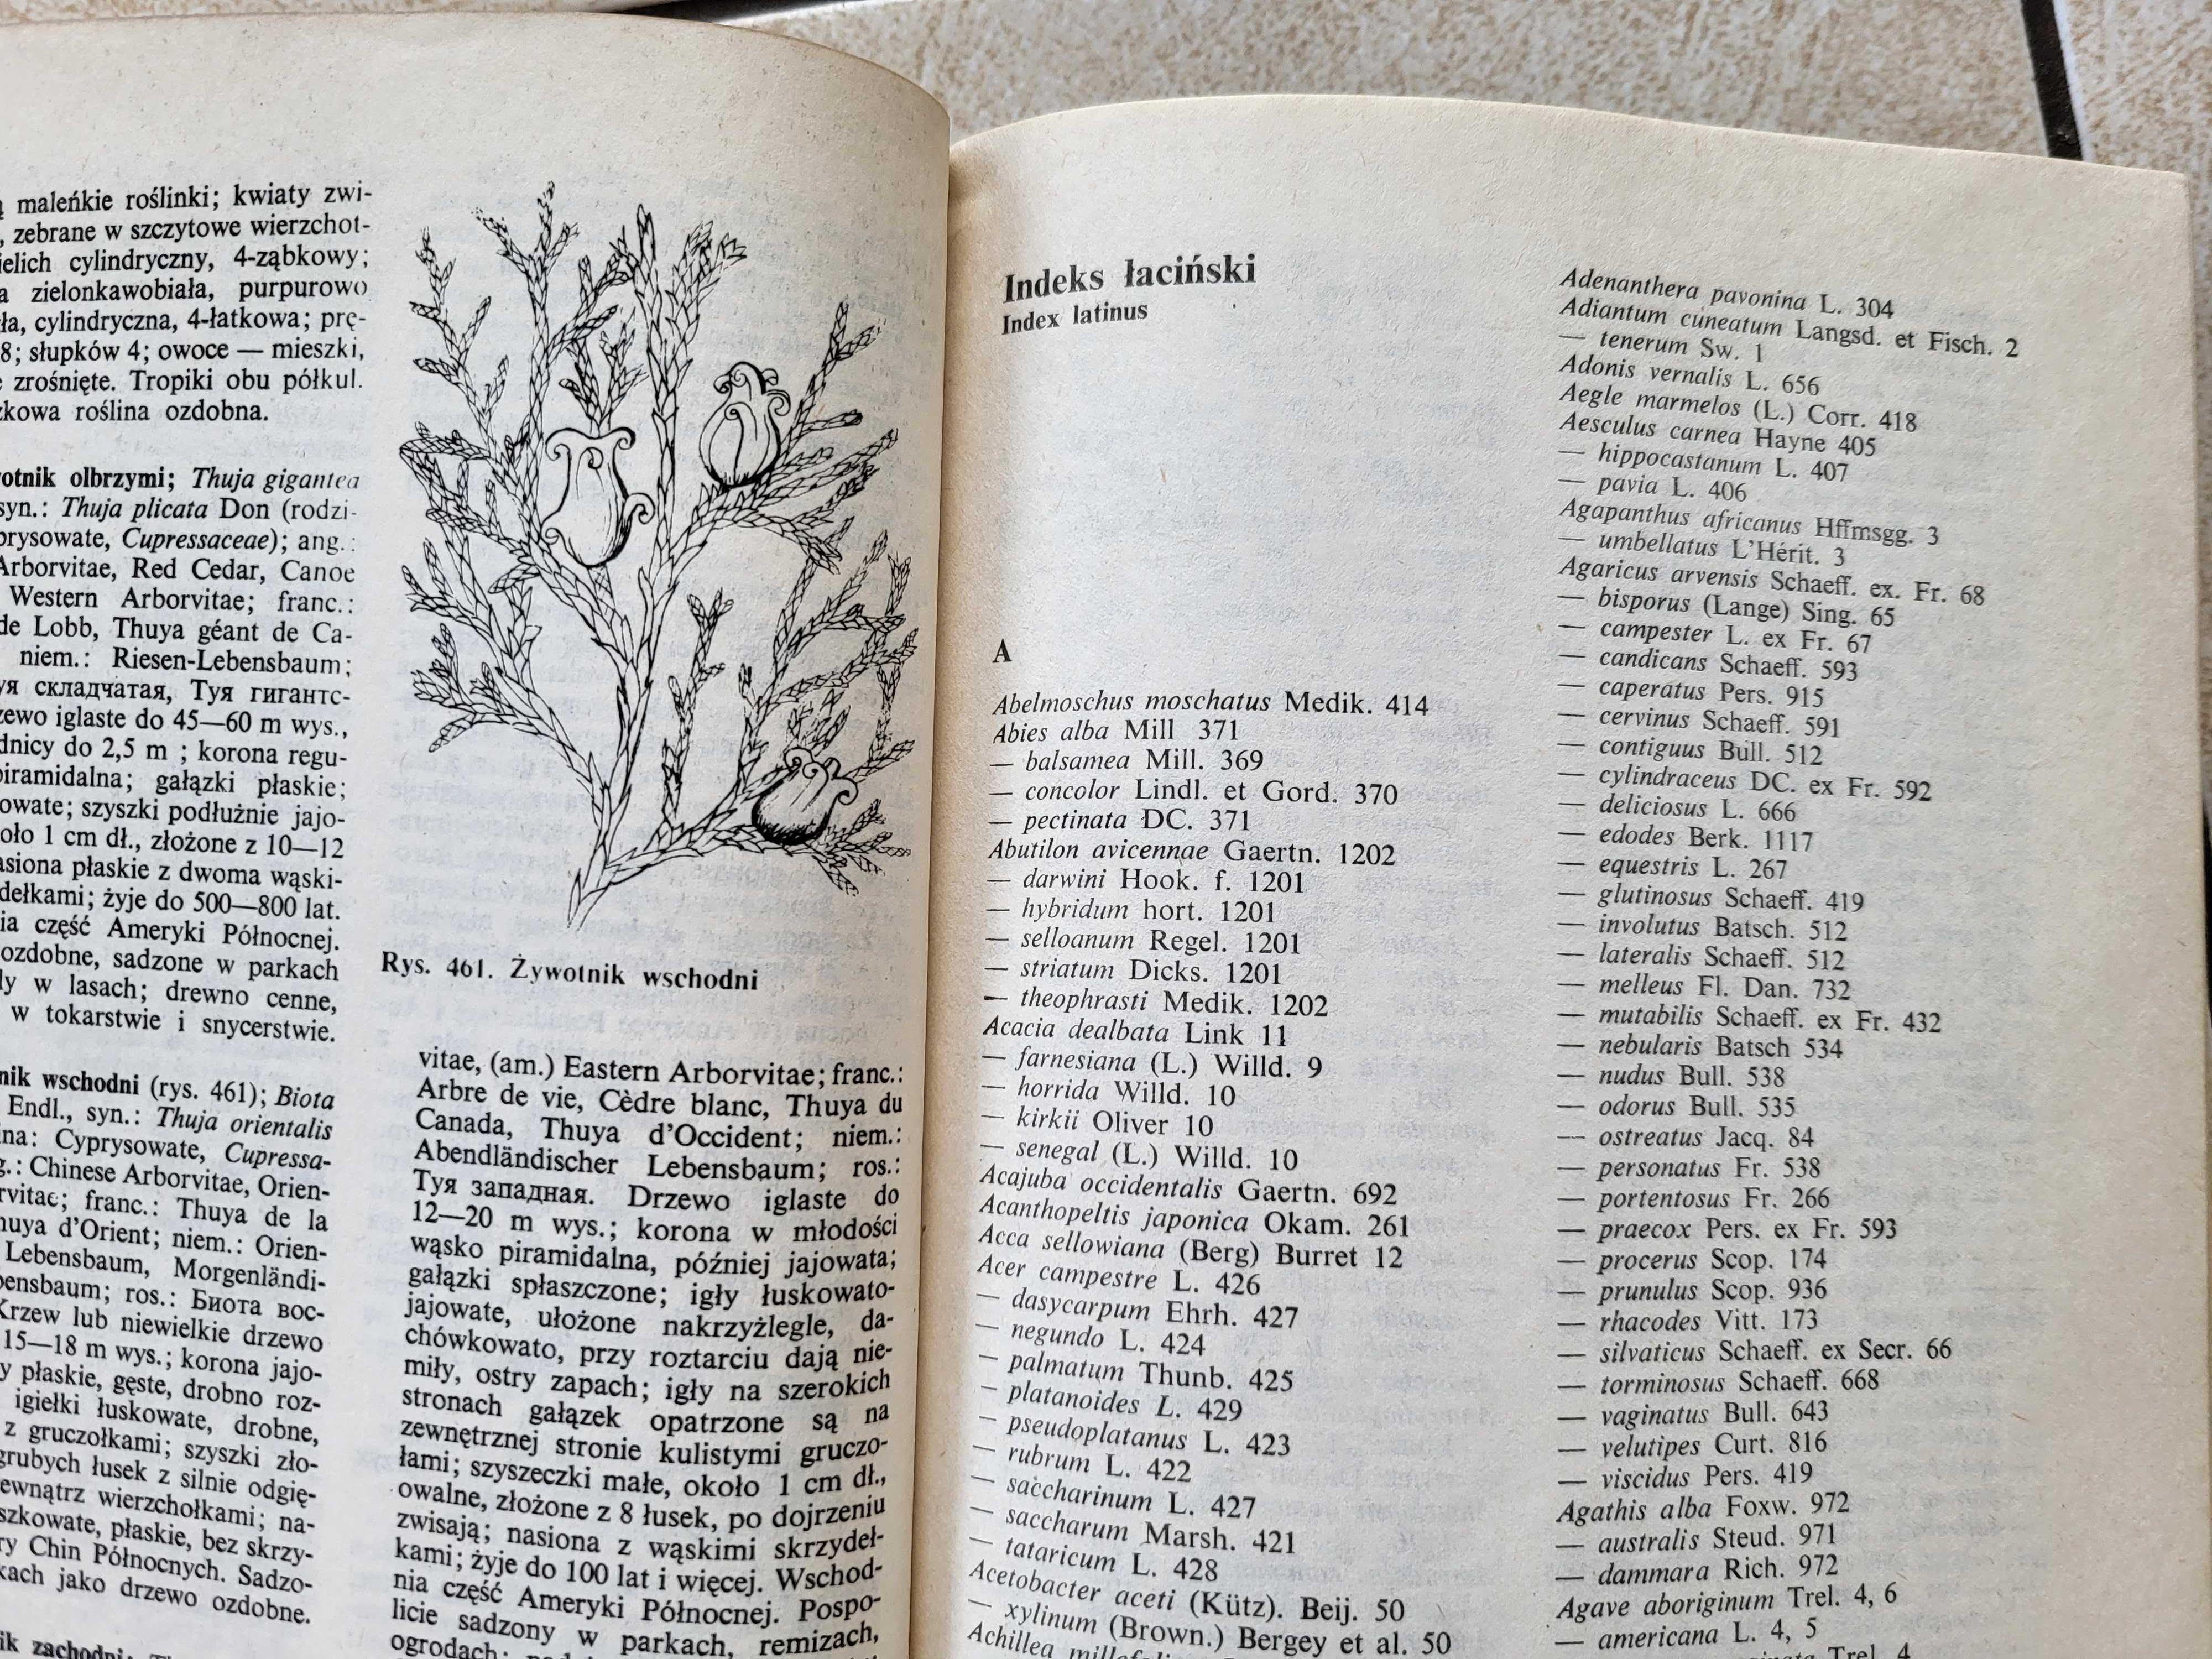 maleńkie roślinki; kwiaty zwi-
, zebrane w szczytowe wierzchot-
ielich cylindryczny, 4-ząbkowy;
a zielonkawobiała, purpurowo
ła, cylindryczna, 4-łatkowa; prę-
8; słupków 4; owoce — mieszki,
zrośnięte. Tropiki obu półkul.
zkowa roślina ozdobna.
otnik olbrzymi; Thuja gigantea
syn.: Thuja plicata Don (rodzi-
prysowate, Cupressaceae); ang.:
Arborvitae, Red Cedar, Canoe
Western Arborvitae; franc.:
de Lobb, Thuya géant de Ca-
niem.: Riesen-Lebensbaum;
уя складчатая, Туя гигантс-
zewo iglaste do 45—60 m wys.,
dnicy do 2,5 m ; korona regu-
piramidalna; gałązki płaskie;
owate; szyszki podłużnie jajo-
oło 1 cm dł., złożone z 10—12
asiona płaskie z dwoma wąski-
dełkami; żyje do 500—800 lat.
ia część Ameryki Północnej.
ozdobne, sadzone w parkach
ly w lasach; drewno cenne,
w tokarstwie i snycerstwie.
nik wschodni (rys. 461); Biota
Endl., syn.: Thuja orientalis
ina: Cyprysowate, Cupressa-
g.: Chinese Arborvitae, Orien-
rvitae; franc.: Thuya de la
huya d'Orient; niem.: Orien-
Lebensbaum, Morgenländi-
bensbaum; ros.: Биота вос-
Krzew lub niewielkie drzewo
15—18 m wys.; korona jajo-
y płaskie, gęste, drobno roz-
igiełki łuskowate, drobne,
z gruczołkami; szyszki zło-
grubych łusek z silnie odgię-
ewnątrz wierzchołkami; na-
szkowate, płaskie, bez skrzy-
ry Chin Północnych. Sadzo-
kach jako drzewo ozdobne.
ik zachodni;
Rys. 461. Żywotnik wschodni
vitae, (am.) Eastern Arborvitae; franc.:
Arbre de vie, Cèdre blanc, Thuya du
Canada, Thuya d'Occident; niem.:
Abendländischer Lebensbaum; ros.:
Туя западная. Drzewo iglaste do
12—20 m wys.; korona w młodości
wąsko piramidalna, później jajowata;
gałązki spłaszczone; igły łuskowato-
jajowate, ułożone nakrzyżlegle, da-
chówkowato, przy roztarciu dają nie-
miły, ostry zapach; igły na szerokich
stronach gałązek opatrzone są na
zewnętrznej stronie kulistymi gruczo-
łami; szyszeczki małe, około 1 cm dł.,
owalne, złożone z 8 łusek, po dojrzeniu
zwisają; nasiona z wąskimi skrzydeł-
kami; żyje do 100 lat i więcej. Wschod-
nia część Ameryki Północnej. Pospo-
licie sadzony w parkach, remizach,
ogrodach;
Indeks łaciński
Index latinus
A
Abelmoschus moschatus Medik. 414
Abies alba Mill 371
— balsamea Mill. 369
— concolor Lindl. et Gord. 370
— pectinata DC. 371
Abutilon avicennae Gaertn. 1202
— darwini Hook. f. 1201
— hybridum hort. 1201
— selloanum Regel. 1201
— striatum Dicks. 1201
— theophrasti Medik. 1202
Acacia dealbata Link 11
— farnesiana (L.) Willd. 9
— horrida Willd. 10
— kirkii Oliver 10
— senegal (L.) Willd. 10
Acajuba occidentalis Gaertn. 692
Acanthopeltis japonica Okam. 261
Acca sellowiana (Berg) Burret 12
Acer campestre L. 426
— dasycarpum Ehrh. 427
— negundo L. 424
— palmatum Thunb. 425
— platanoides L. 429
— pseudoplatanus L. 423
— rubrum L. 422
— saccharinum L. 427
— saccharum Marsh. 421
— tataricum L. 428
Acetobacter aceti (Kütz). Beij. 50
— xylinum (Brown.) Bergey et al. 50
Achillea
Adenanthera pavonina L. 304
Adiantum cuneatum Langsd. et Fisch. 2
— tenerum Sw. 1
Adonis vernalis L. 656
Aegle marmelos (L.) Corr. 418
Aesculus carnea Hayne 405
— hippocastanum L. 407
— pavia L. 406
Agapanthus africanus Hffmsgg. 3
— umbellatus L'Hérit. 3
Agaricus arvensis Schaeff. ex. Fr. 68
— bisporus (Lange) Sing. 65
— campester L. ex Fr. 67
— candicans Schaeff. 593
— caperatus Pers. 915
— cervinus Schaeff. 591
— contiguus Bull. 512
— cylindraceus DC. ex Fr. 592
— deliciosus L. 666
— edodes Berk. 1117
— equestris L. 267
— glutinosus Schaeff. 419
— involutus Batsch. 512
— lateralis Schaeff. 512
— melleus Fl. Dan. 732
— mutabilis Schaeff. ex Fr. 432
— nebularis Batsch 534
— nudus Bull. 538
— odorus Bull. 535
— ostreatus Jacq. 84
— personatus Fr. 538
— portentosus Fr. 266
— praecox Pers. ex Fr. 593
— procerus Scop. 174
— prunulus Scop. 936
— rhacodes Vitt. 173
— silvaticus Schaeff. ex Secr. 66
— torminosus Schaeff. 668
— vaginatus Bull. 643
— velutipes Curt. 816
— viscidus Pers. 419
Agathis alba Foxw. 972
— australis Steud. 971
— dammara Rich. 972
Agave aboriginum Trel. 4, 6
— americana L. 4, 5
Trel. 4